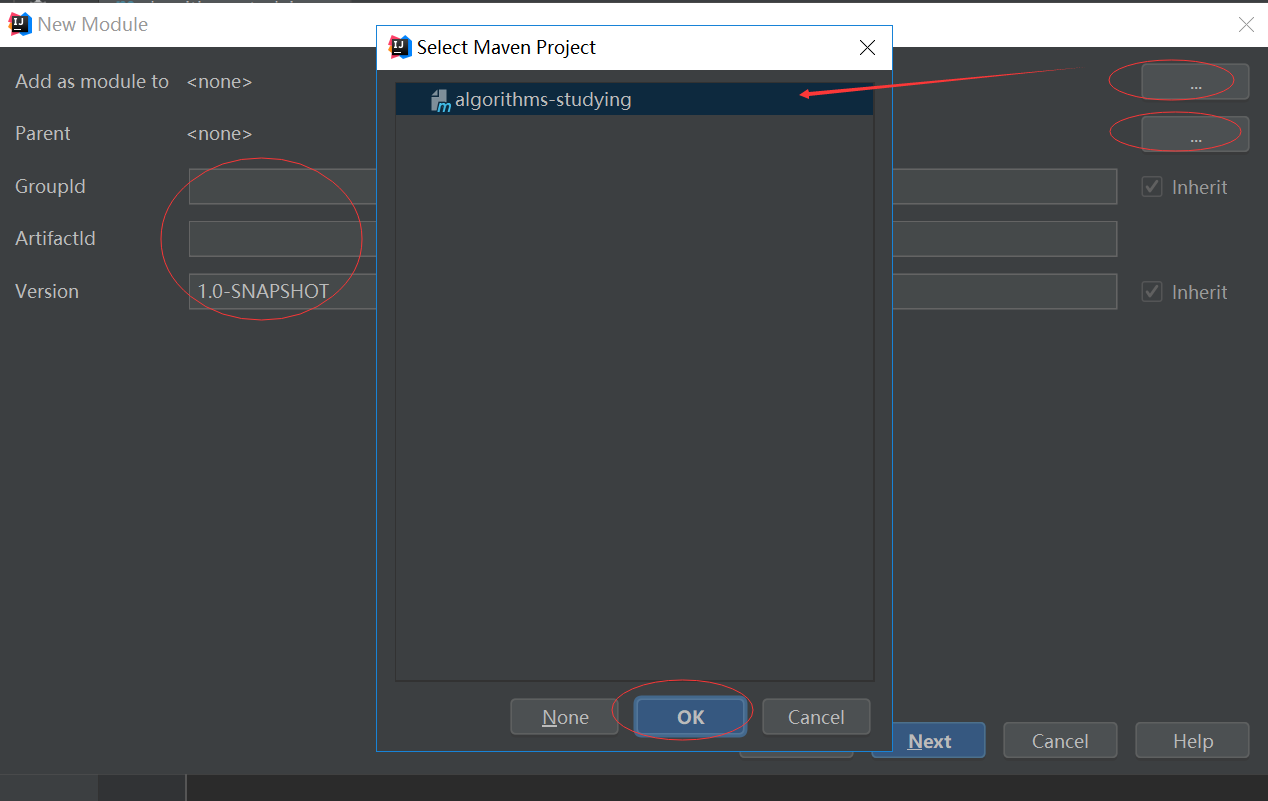 New Module
Select Maven Project
Add as module to <none>
...
algorithms-studying
Parent <none>
...
GroupId
Inherit
ArtifactId
Version 1.0-SNAPSHOT
Inherit
None OK Cancel
Next Cancel Help